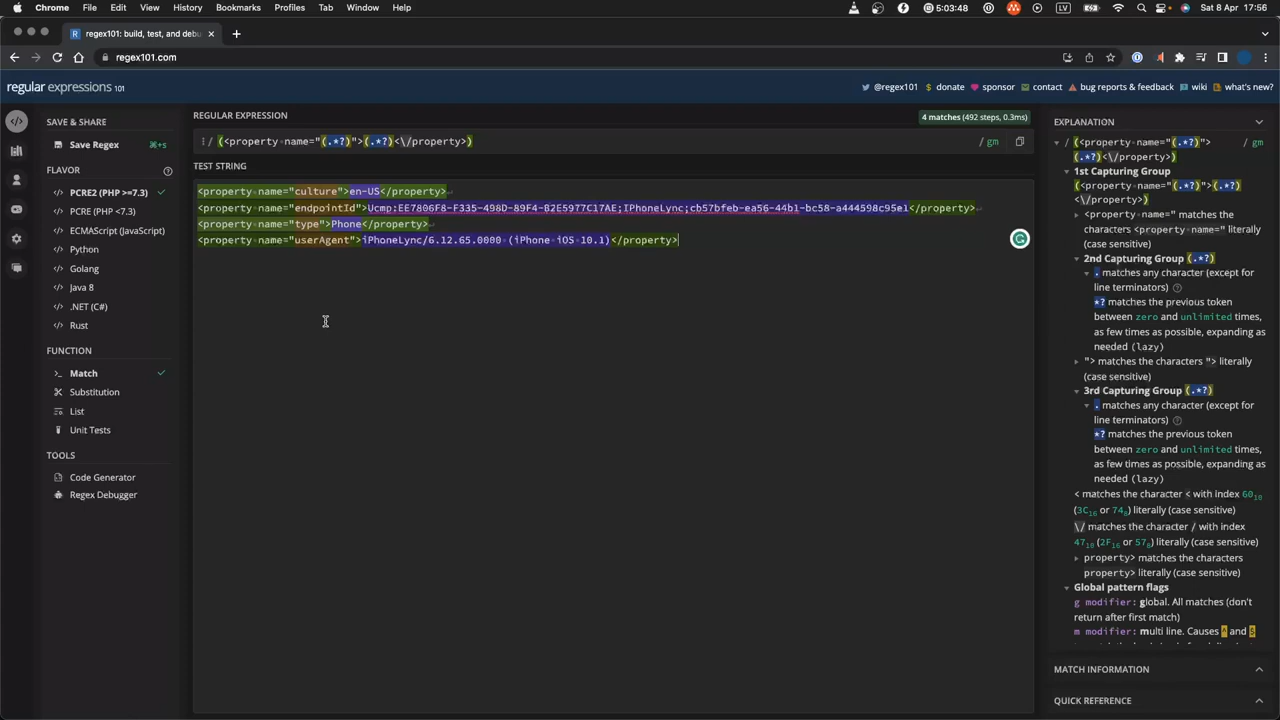 Chrome File Edit View History Bookmarks Profiles Tab Window Help
5:03:48 LV Sat 8 Apr 17:56
R regex101: build, test, and debu
regex101.com
regular expressions 101
@regex101 $ donate sponsor contact bug reports & feedback wiki what's new?
SAVE & SHARE
Save Regex ⌘+s
FLAVOR
</> PCRE2 (PHP >=7.3)
</> PCRE (PHP <7.3)
</> ECMAScript (JavaScript)
</> Python
</> Golang
</> Java 8
</> .NET (C#)
</> Rust
FUNCTION
Match
Substitution
List
Unit Tests
TOOLS
Code Generator
Regex Debugger
REGULAR EXPRESSION
4 matches (492 steps, 0.3ms)
/ (<property·name="(.*?)">(.*?)<\/property>) / gm
TEST STRING
<property·name="culture">en-US</property>↵
<property·name="endpointId">Ucmp:EE7806F8-F335-498D-89F4-B2E5977C17AE;IPhoneLync;cb57bfeb-ea56-44b1-bc58-a444598c95e1</property>↵
<property·name="type">Phone</property>↵
<property·name="userAgent">iPhoneLync/6.12.65.0000·(iPhone·iOS·10.1)</property>
EXPLANATION
/ (<property·name="(.*?)"> / gm
(.*?)<\/property>)
1st Capturing Group
(<property·name="(.*?)">(.*?)
<\/property>)
<property·name=" matches the
characters <property·name=" literally
(case sensitive)
2nd Capturing Group (.*?)
. matches any character (except for
line terminators)
*? matches the previous token
between zero and unlimited times,
as few times as possible, expanding as
needed (lazy)
"> matches the characters "> literally
(case sensitive)
3rd Capturing Group (.*?)
. matches any character (except for
line terminators)
*? matches the previous token
between zero and unlimited times,
as few times as possible, expanding as
needed (lazy)
< matches the character < with index 60₁₀
(3C₁₆ or 74₈) literally (case sensitive)
\/ matches the character / with index
47₁₀ (2F₁₆ or 57₈) literally (case sensitive)
property> matches the characters
property> literally (case sensitive)
Global pattern flags
g modifier: global. All matches (don't
return after first match)
m modifier: multi line. Causes ^ and $
MATCH INFORMATION
QUICK REFERENCE